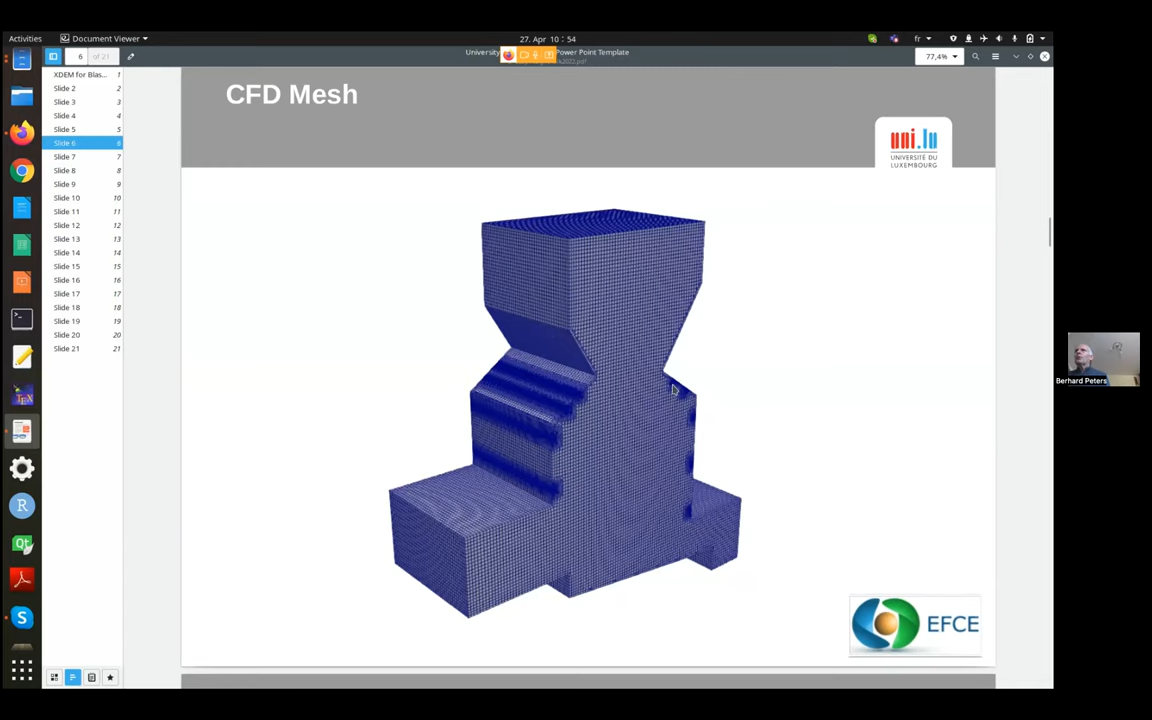 Activities
Document Viewer
27. Apr 10:54
fr
6
of 21
University
Power Point Template
k2022.pdf
77,4%
XDEM for Blas... 1
Slide 2 2
Slide 3 3
Slide 4 4
Slide 5 5
Slide 6 6
Slide 7 7
Slide 8 8
Slide 9 9
Slide 10 10
Slide 11 11
Slide 12 12
Slide 13 13
Slide 14 14
Slide 15 15
Slide 16 16
Slide 17 17
Slide 18 18
Slide 19 19
Slide 20 20
Slide 21 21
CFD Mesh
uni.lu
UNIVERSITÉ DU
LUXEMBOURG
EFCE
Berhard Peters